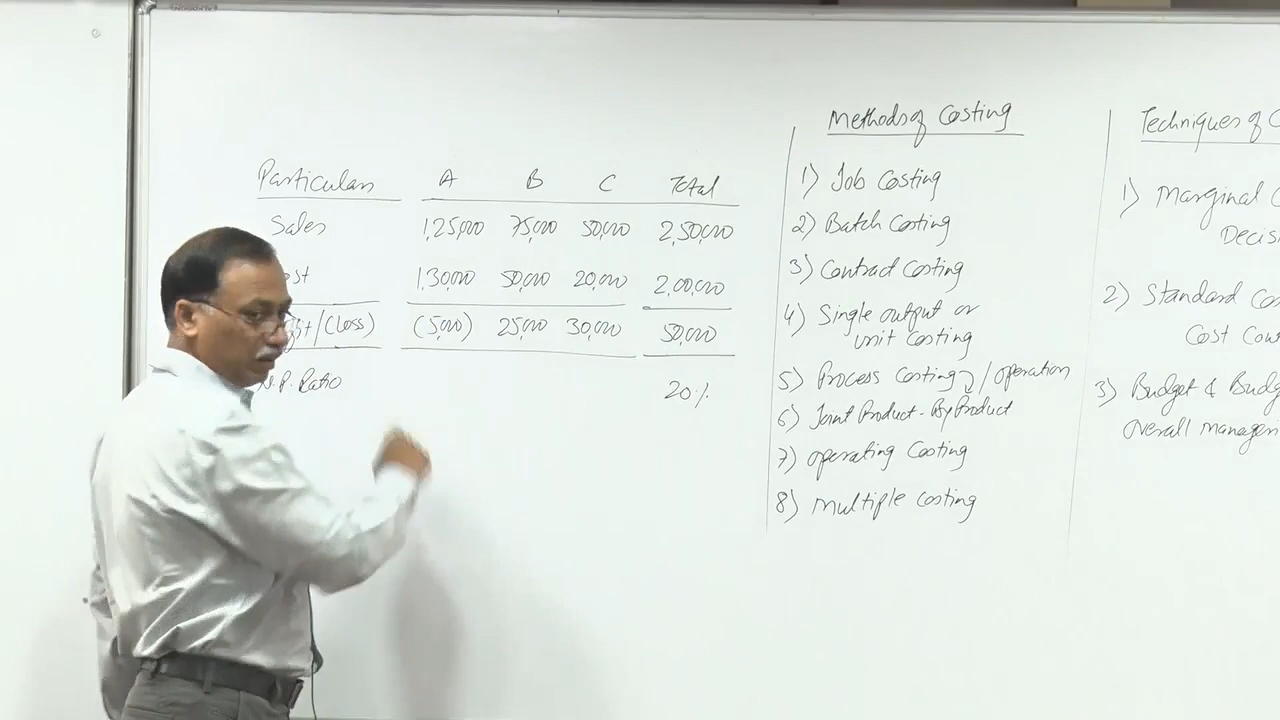 Particulars A B C Total
Sales 1,25,000 75,000 50,000 2,50,000
1,30,000 50,000 20,000 2,00,000
/(Loss) (5,000) 25,000 30,000 50,000
N.P. Ratio 20%
Methods of Costing
1) Job Costing
2) Batch Costing
3) Contract Costing
4) Single output or
unit Costing
5) Process Costing / operation
6) Joint Product - By Product
7) Operating Costing
8) Multiple Costing
Techniques of C
1) Marginal C
Decis
2) Standard Co
Cost Con
3) Budget & Budg
Overall manage